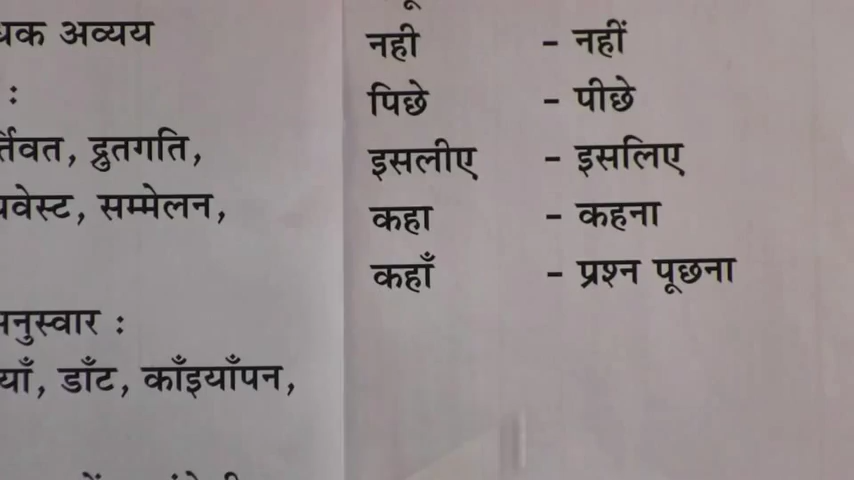 अव्यय
:
द्रुतगति,
सम्मेलन,
:
डाँट, काँइयाँपन,
नही - नहीं
पिछे - पीछे
इसलीए - इसलिए
कहा - कहना
कहाँ - प्रश्न पूछना